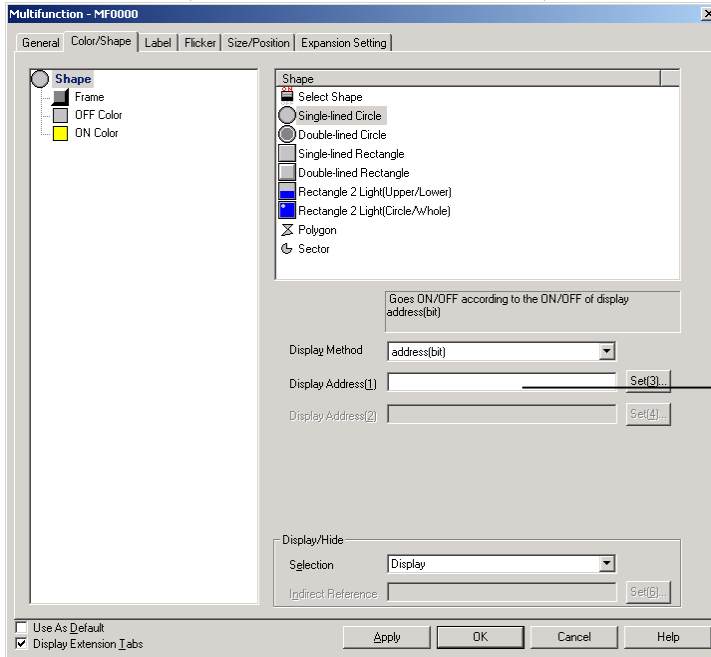 Multifunction - MF0000
General Color/Shape Label Flicker Size/Position Expansion Setting
Shape
Frame
OFF Color
ON Color
Shape
ON
Select Shape
Single-lined Circle
Double-lined Circle
Single-lined Rectangle
Double-lined Rectangle
Rectangle 2 Light(Upper/Lower)
Rectangle 2 Light(Circle/Whole)
Polygon
Sector
Goes ON/OFF according to the ON/OFF of display
address(bit)
Display Method address(bit)
Display Address(1) Set(3)...
Display Address(2) Set(4)...
Display/Hide
Selection Display
Indirect Reference Set(6)...
Use As Default
Display Extension Tabs
Apply OK Cancel Help